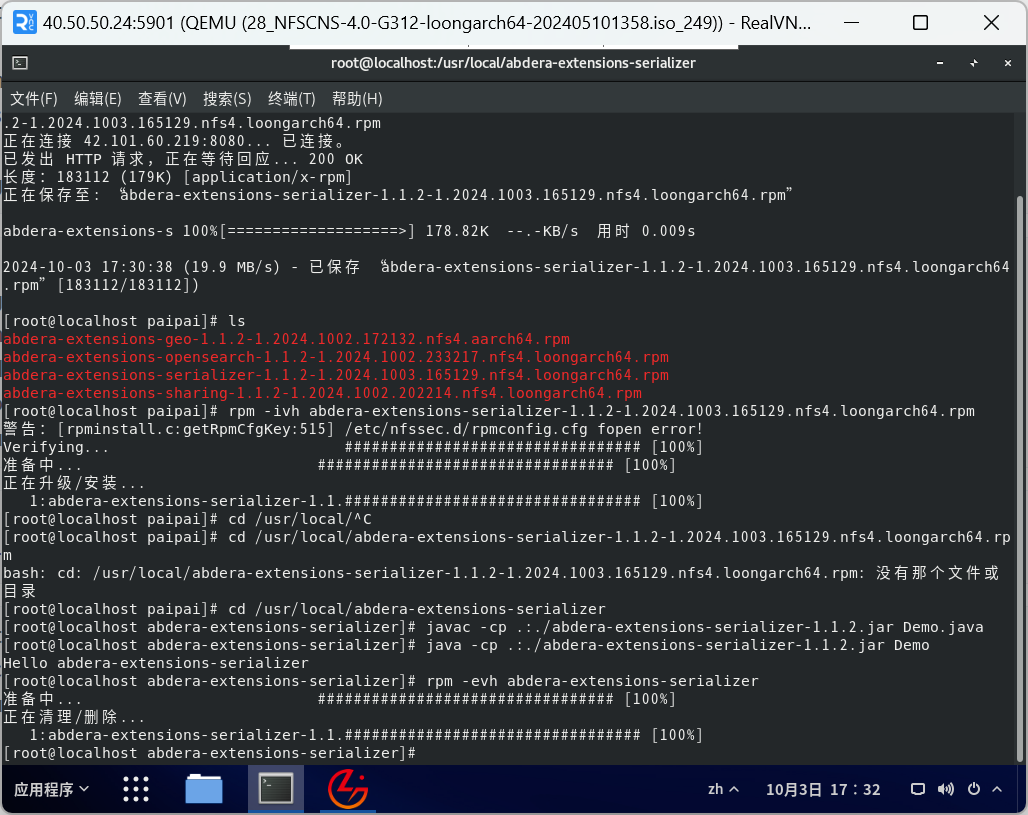 40.50.50.24:5901 (QEMU (28_NFSCNS-4.0-G312-loongarch64-202405101358.iso_249)) - RealVN...
root@localhost:/usr/local/abdera-extensions-serializer
文件(F) 编辑(E) 查看(V) 搜索(S) 终端(T) 帮助(H)
.2-1.2024.1003.165129.nfs4.loongarch64.rpm
正在连接 42.101.60.219:8080... 已连接。
已发出 HTTP 请求，正在等待回应... 200 OK
长度：183112 (179K) [application/x-rpm]
正在保存至: “abdera-extensions-serializer-1.1.2-1.2024.1003.165129.nfs4.loongarch64.rpm”
abdera-extensions-s 100%[===================>] 178.82K --.-KB/s 用时 0.009s
2024-10-03 17:30:38 (19.9 MB/s) - 已保存 “abdera-extensions-serializer-1.1.2-1.2024.1003.165129.nfs4.loongarch64
.rpm” [183112/183112])
[root@localhost paipai]# ls
abdera-extensions-geo-1.1.2-1.2024.1002.172132.nfs4.aarch64.rpm
abdera-extensions-opensearch-1.1.2-1.2024.1002.233217.nfs4.loongarch64.rpm
abdera-extensions-serializer-1.1.2-1.2024.1003.165129.nfs4.loongarch64.rpm
abdera-extensions-sharing-1.1.2-1.2024.1002.202214.nfs4.loongarch64.rpm
[root@localhost paipai]# rpm -ivh abdera-extensions-serializer-1.1.2-1.2024.1003.165129.nfs4.loongarch64.rpm
警告：[rpminstall.c:getRpmCfgKey:515] /etc/nfssec.d/rpmconfig.cfg fopen error!
Verifying... ################################# [100%]
准备中... ################################# [100%]
正在升级/安装...
1:abdera-extensions-serializer-1.1.################################# [100%]
[root@localhost paipai]# cd /usr/local/^C
[root@localhost paipai]# cd /usr/local/abdera-extensions-serializer-1.1.2-1.2024.1003.165129.nfs4.loongarch64.rp
m
bash: cd: /usr/local/abdera-extensions-serializer-1.1.2-1.2024.1003.165129.nfs4.loongarch64.rpm: 没有那个文件或
目录
[root@localhost paipai]# cd /usr/local/abdera-extensions-serializer
[root@localhost abdera-extensions-serializer]# javac -cp .:./abdera-extensions-serializer-1.1.2.jar Demo.java
[root@localhost abdera-extensions-serializer]# java -cp .:./abdera-extensions-serializer-1.1.2.jar Demo
Hello abdera-extensions-serializer
[root@localhost abdera-extensions-serializer]# rpm -evh abdera-extensions-serializer
准备中... ################################# [100%]
正在清理/删除...
1:abdera-extensions-serializer-1.1.################################# [100%]
[root@localhost abdera-extensions-serializer]#
应用程序 zh 10月3日 17：32